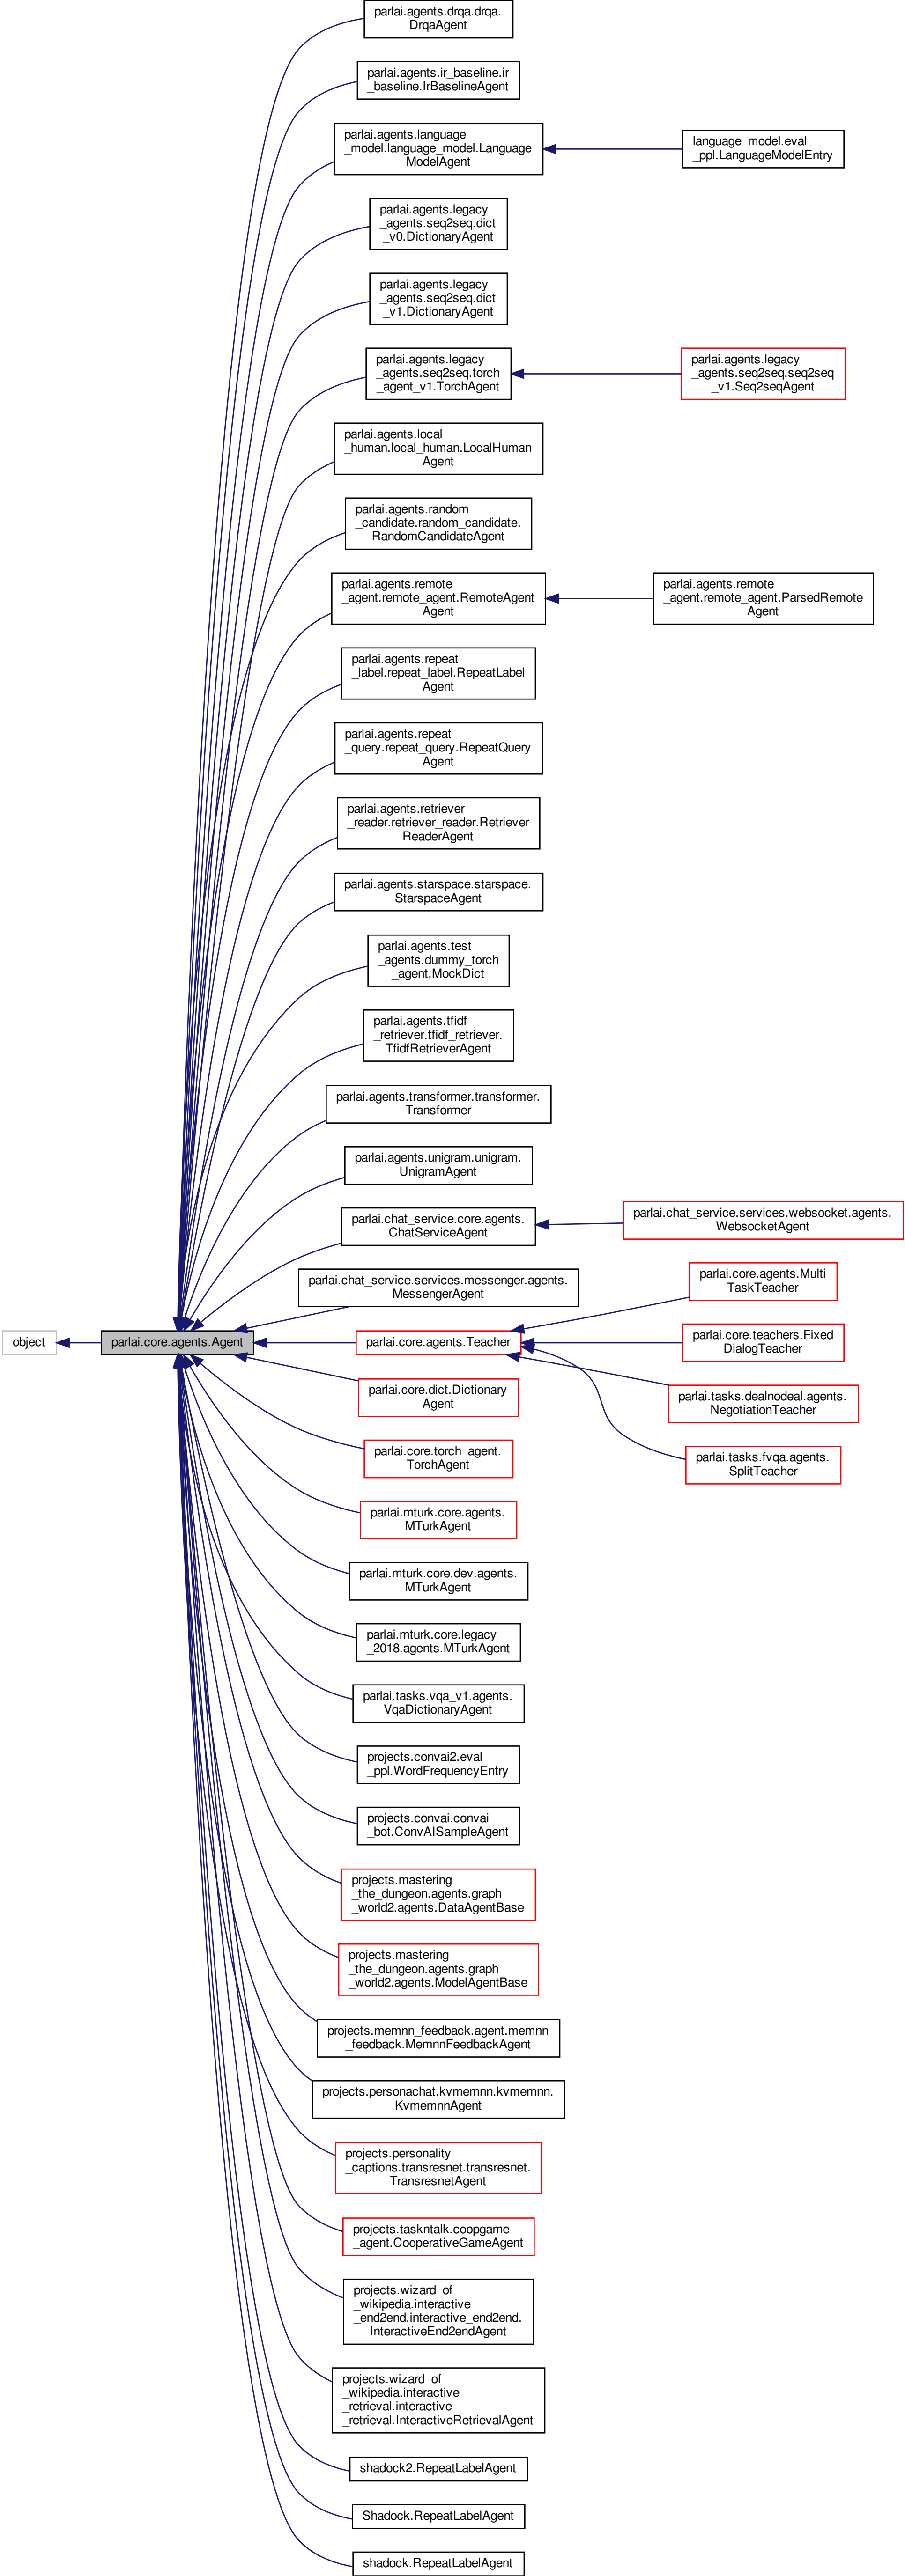 parlai.agents.drqa.drqa.
DrqaAgent
parlai.agents.ir_baseline.ir
_baseline.IrBaselineAgent
parlai.agents.language
_model.language_model.Language
ModelAgent
language_model.eval
_ppl.LanguageModelEntry
parlai.agents.legacy
_agents.seq2seq.dict
_v0.DictionaryAgent
parlai.agents.legacy
_agents.seq2seq.dict
_v1.DictionaryAgent
parlai.agents.legacy
_agents.seq2seq.torch
_agent_v1.TorchAgent
parlai.agents.legacy
_agents.seq2seq.seq2seq
_v1.Seq2seqAgent
parlai.agents.local
_human.local_human.LocalHuman
Agent
parlai.agents.random
_candidate.random_candidate.
RandomCandidateAgent
parlai.agents.remote
_agent.remote_agent.RemoteAgent
Agent
parlai.agents.remote
_agent.remote_agent.ParsedRemote
Agent
parlai.agents.repeat
_label.repeat_label.RepeatLabel
Agent
parlai.agents.repeat
_query.repeat_query.RepeatQuery
Agent
parlai.agents.retriever
_reader.retriever_reader.Retriever
ReaderAgent
parlai.agents.starspace.starspace.
StarspaceAgent
parlai.agents.test
_agents.dummy_torch
_agent.MockDict
parlai.agents.tfidf
_retriever.tfidf_retriever.
TfidfRetrieverAgent
parlai.agents.transformer.transformer.
Transformer
parlai.agents.unigram.unigram.
UnigramAgent
parlai.chat_service.core.agents.
ChatServiceAgent
parlai.chat_service.services.websocket.agents.
WebsocketAgent
parlai.chat_service.services.messenger.agents.
MessengerAgent
parlai.core.agents.Multi
TaskTeacher
object
parlai.core.agents.Agent
parlai.core.agents.Teacher
parlai.core.teachers.Fixed
DialogTeacher
parlai.core.dict.Dictionary
Agent
parlai.tasks.dealnodeal.agents.
NegotiationTeacher
parlai.core.torch_agent.
TorchAgent
parlai.tasks.fvqa.agents.
SplitTeacher
parlai.mturk.core.agents.
MTurkAgent
parlai.mturk.core.dev.agents.
MTurkAgent
parlai.mturk.core.legacy
_2018.agents.MTurkAgent
parlai.tasks.vqa_v1.agents.
VqaDictionaryAgent
projects.convai2.eval
_ppl.WordFrequencyEntry
projects.convai.convai
_bot.ConvAISampleAgent
projects.mastering
_the_dungeon.agents.graph
_world2.agents.DataAgentBase
projects.mastering
_the_dungeon.agents.graph
_world2.agents.ModelAgentBase
projects.memnn_feedback.agent.memnn
_feedback.MemnnFeedbackAgent
projects.personachat.kvmemnn.kvmemnn.
KvmemnnAgent
projects.personality
_captions.transresnet.transresnet.
TransresnetAgent
projects.taskntalk.coopgame
_agent.CooperativeGameAgent
projects.wizard_of
_wikipedia.interactive
_end2end.interactive_end2end.
InteractiveEnd2endAgent
projects.wizard_of
_wikipedia.interactive
_retrieval.interactive
_retrieval.InteractiveRetrievalAgent
shadock2.RepeatLabelAgent
Shadock.RepeatLabelAgent
shadock.RepeatLabelAgent